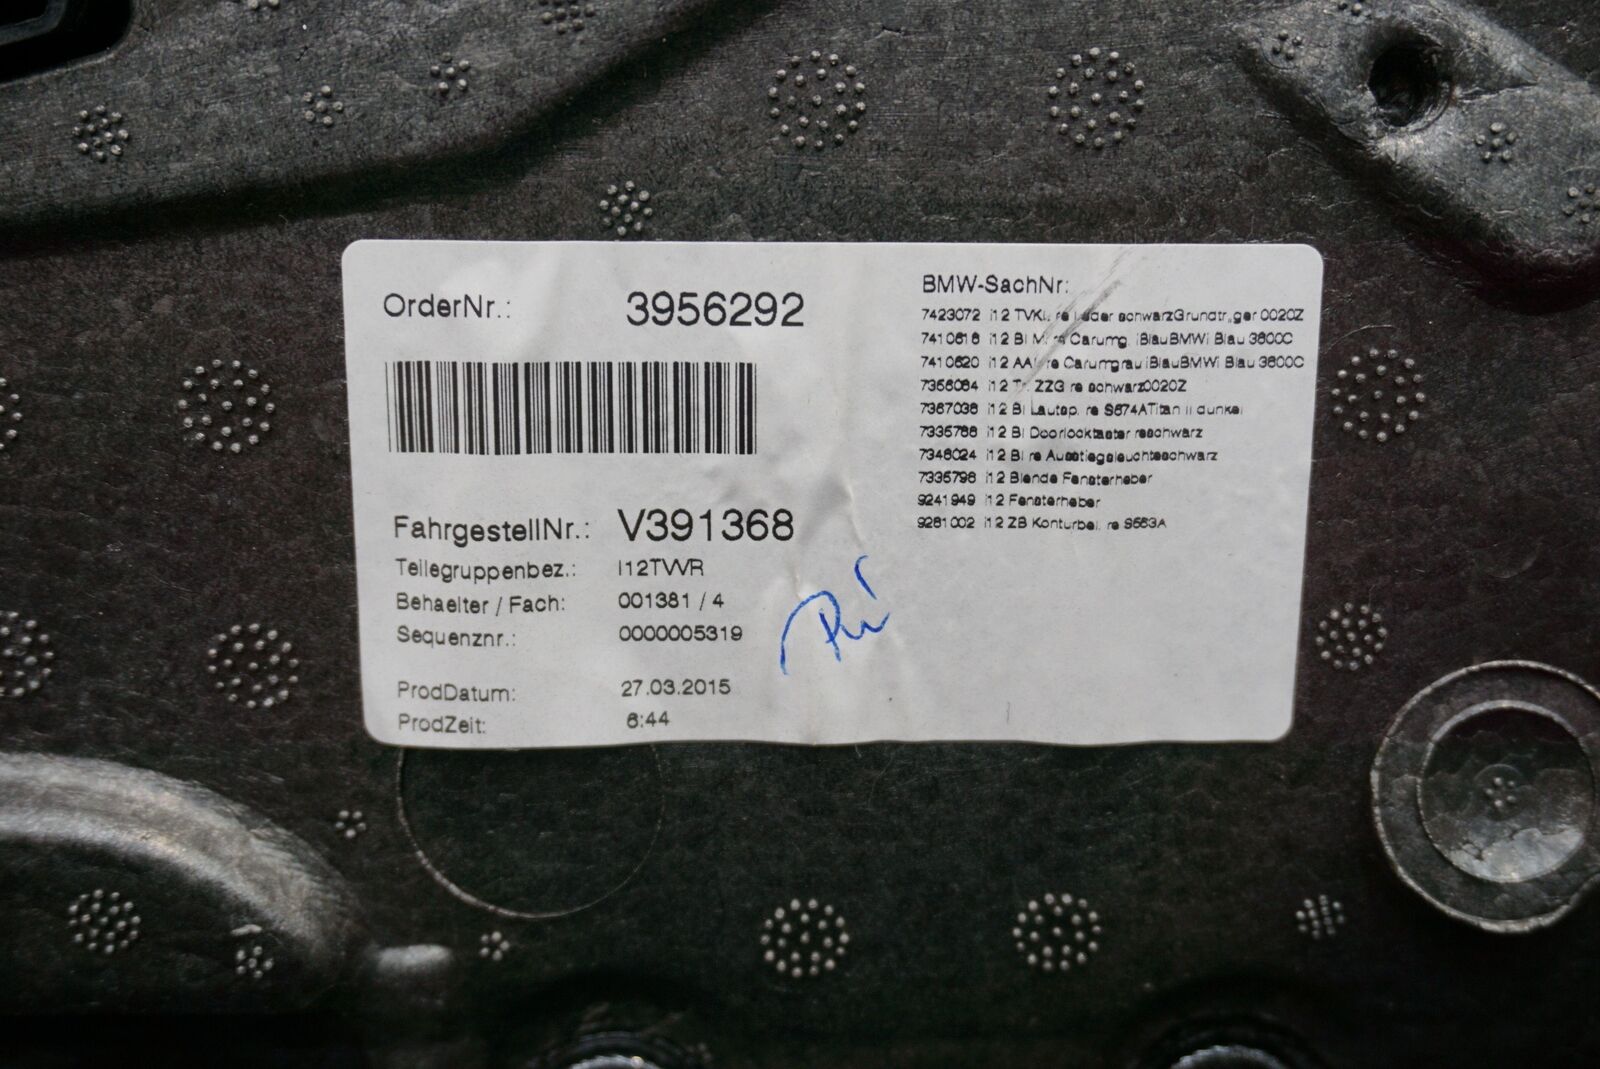 OrderNr.: 3956292
FahrgestellNr.: V391368
Teilegruppenbez.: I12TVVR
Behaelter / Fach: 001381 / 4
Sequenznr.: 0000005319
ProdDatum: 27.03.2015
ProdZeit: 6:44
BMW-SachNr:
7423072 i12 TVKL re Leder schwarzGrundtr„ger 0020Z
7410618 i12 Bl re Carumg. iBlauBMWi Blau 3600C
7410620 i12 re Carumgrau iBlauBMWi Blau 3600C
7356084 i12 ZZG re schwarz0020Z
7367036 i12 Bl Lautsp. re S674ATitan II dunkel
7335788 i12 Bl Doorlocktaster reschwarz
7348024 i12 Bl re Ausstiegsleuchteschwarz
7335798 i12 Blende Fensterheber
9241949 i12 Fensterheber
9281002 i12 ZB Konturbel. re S563A